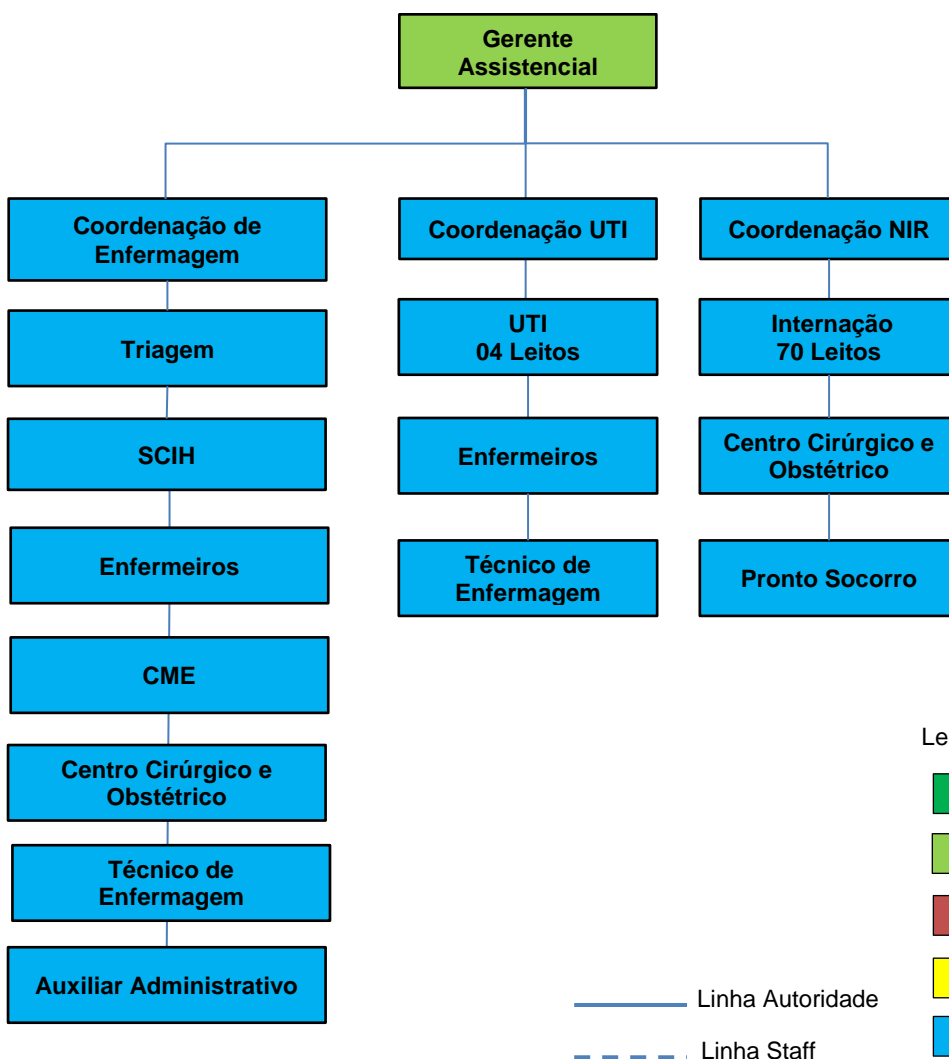 Gerente
Assistencial
Coordenação de
Enfermagem
Triagem
SCIH
Enfermeiros
CME
Centro Cirúrgico e
Obstétrico
Técnico de
Enfermagem
Auxiliar Administrativo
Coordenação UTI
UTI
04 Leitos
Enfermeiros
Técnico de
Enfermagem
Coordenação NIR
Internação
70 Leitos
Centro Cirúrgico e
Obstétrico
Pronto Socorro
Le
Linha Autoridade
Linha Staff